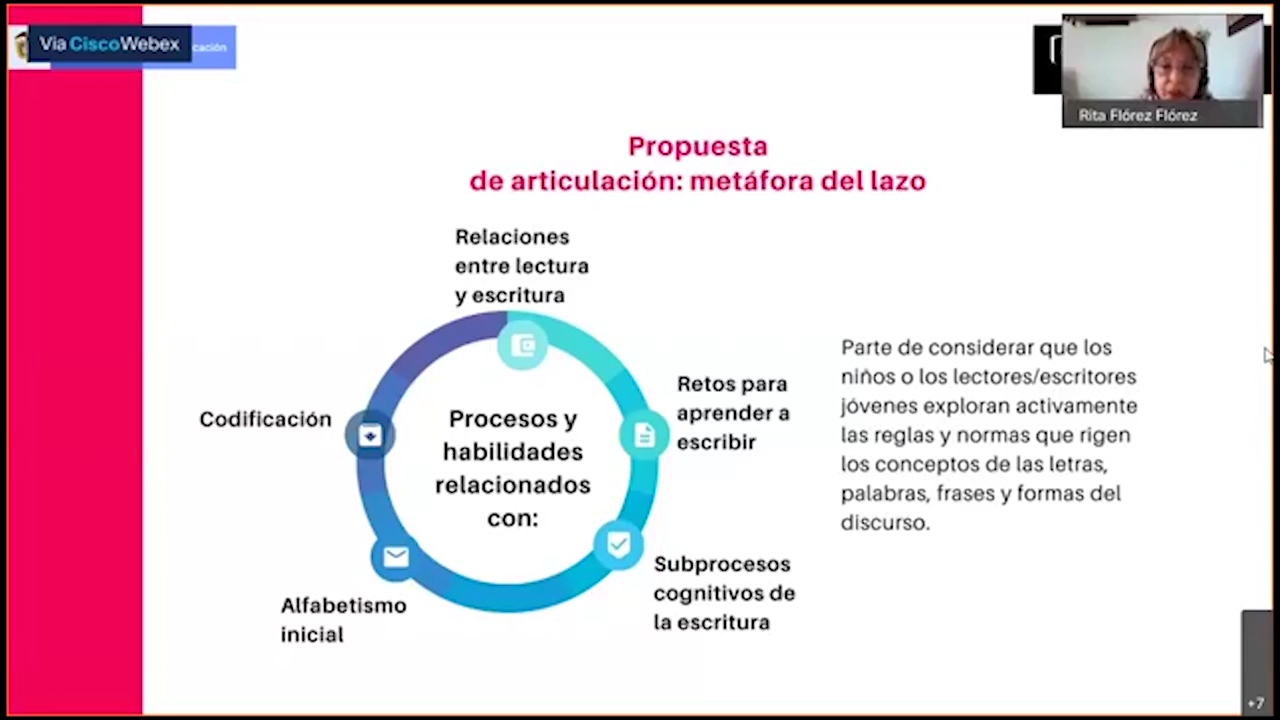 Vía CiscoWebex
cación
Rita Flórez Flórez
Propuesta
de articulación: metáfora del lazo
Relaciones
entre lectura
y escritura
Retos para
aprender a
escribir
Codificación
Procesos y
habilidades
relacionados
con:
Subprocesos
cognitivos de
la escritura
Alfabetismo
inicial
Parte de considerar que los
niños o los lectores/escritores
jóvenes exploran activamente
las reglas y normas que rigen
los conceptos de las letras,
palabras, frases y formas del
discurso.
+7